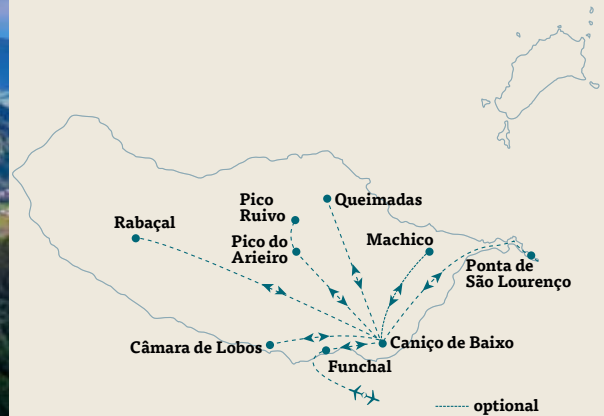 Pico
Ruivo
Queimadas
Rabaçal
Pico do
Arieiro
Machico
Ponta de
São Lourenço
Câmara de Lobos
Caniço de Baixo
Funchal
optional